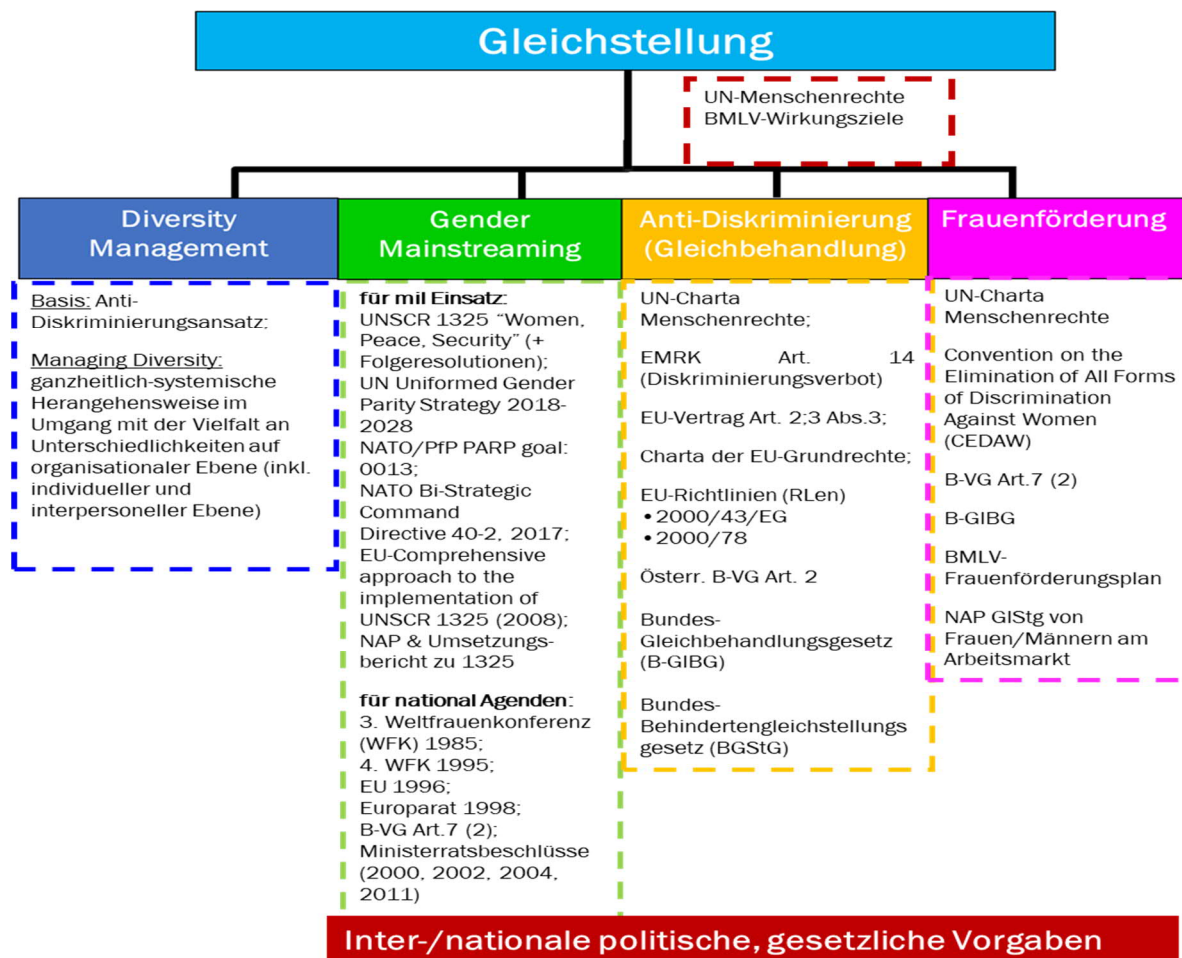 Gleichstellung
UN-Menschenrechte
BMLV-Wirkungsziele
Diversity
Management
Basis: Anti-
Diskriminierungsansatz;
Managing Diversity:
ganzheitlich-systemische
Herangehensweise im
Umgang mit der Vielfalt an
Unterschiedlichkeiten auf
organisationaler Ebene (inkl.
individueller und
interpersoneller Ebene)
Gender
Mainstreaming
für mil Einsatz:
UNSCR 1325 “Women,
Peace, Security” (+
Folgeresolutionen);
UN Uniformed Gender
Parity Strategy 2018-
2028
NATO/PfP PARP goal:
0013;
NATO Bi-Strategic
Command
Directive 40-2, 2017;
EU-Comprehensive
approach to the
implementation of
UNSCR 1325 (2008);
NAP & Umsetzungs-
bericht zu 1325
für national Agenden:
3. Weltfrauenkonferenz
(WFK) 1985;
4. WFK 1995;
EU 1996;
Europarat 1998;
B-VG Art.7 (2);
Ministerratsbeschlüsse
(2000, 2002, 2004,
2011)
Anti-Diskriminierung
(Gleichbehandlung)
UN-Charta
Menschenrechte;
EMRK Art. 14
(Diskriminierungsverbot)
EU-Vertrag Art. 2;3 Abs.3;
Charta der EU-Grundrechte;
EU-Richtlinien (RLen)
•2000/43/EG
•2000/78
Österr. B-VG Art. 2
Bundes-
Gleichbehandlungsgesetz
(B-GlBG)
Bundes-
Behindertengleichstellungs
gesetz (BGStG)
Frauenförderung
UN-Charta
Menschenrechte
Convention on the
Elimination of All Forms
of Discrimination
Against Women
(CEDAW)
B-VG Art.7 (2)
B-GlBG
BMLV-
Frauenförderungsplan
NAP GlStg von
Frauen/Männern am
Arbeitsmarkt
Inter-/nationale politische, gesetzliche Vorgaben